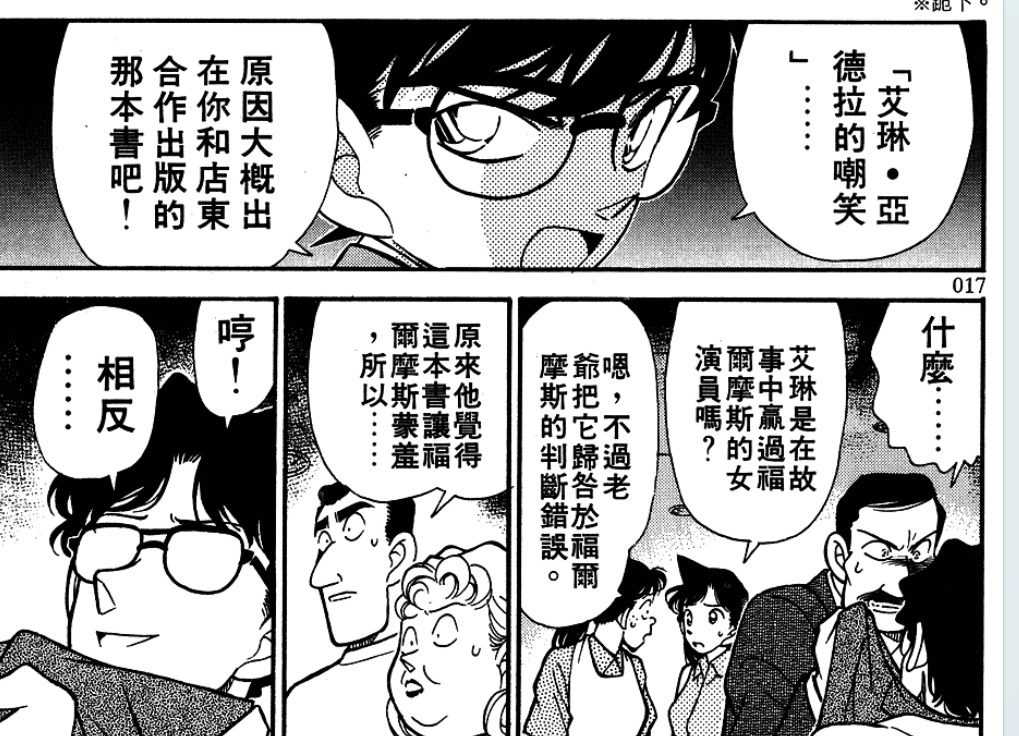 ※跪下。
「艾琳・亞
德拉的嘲笑
」……
原因大概出
在你和店東
合作出版的
那本書吧！
017
什麼……
艾琳是在故
事中贏過福
爾摩斯的女
演員嗎？
嗯，不過老
爺把它歸咎於福爾
摩斯的判斷錯誤。
原來他覺得
這本書讓福
爾摩斯蒙羞
，所以……
哼！
相反
……